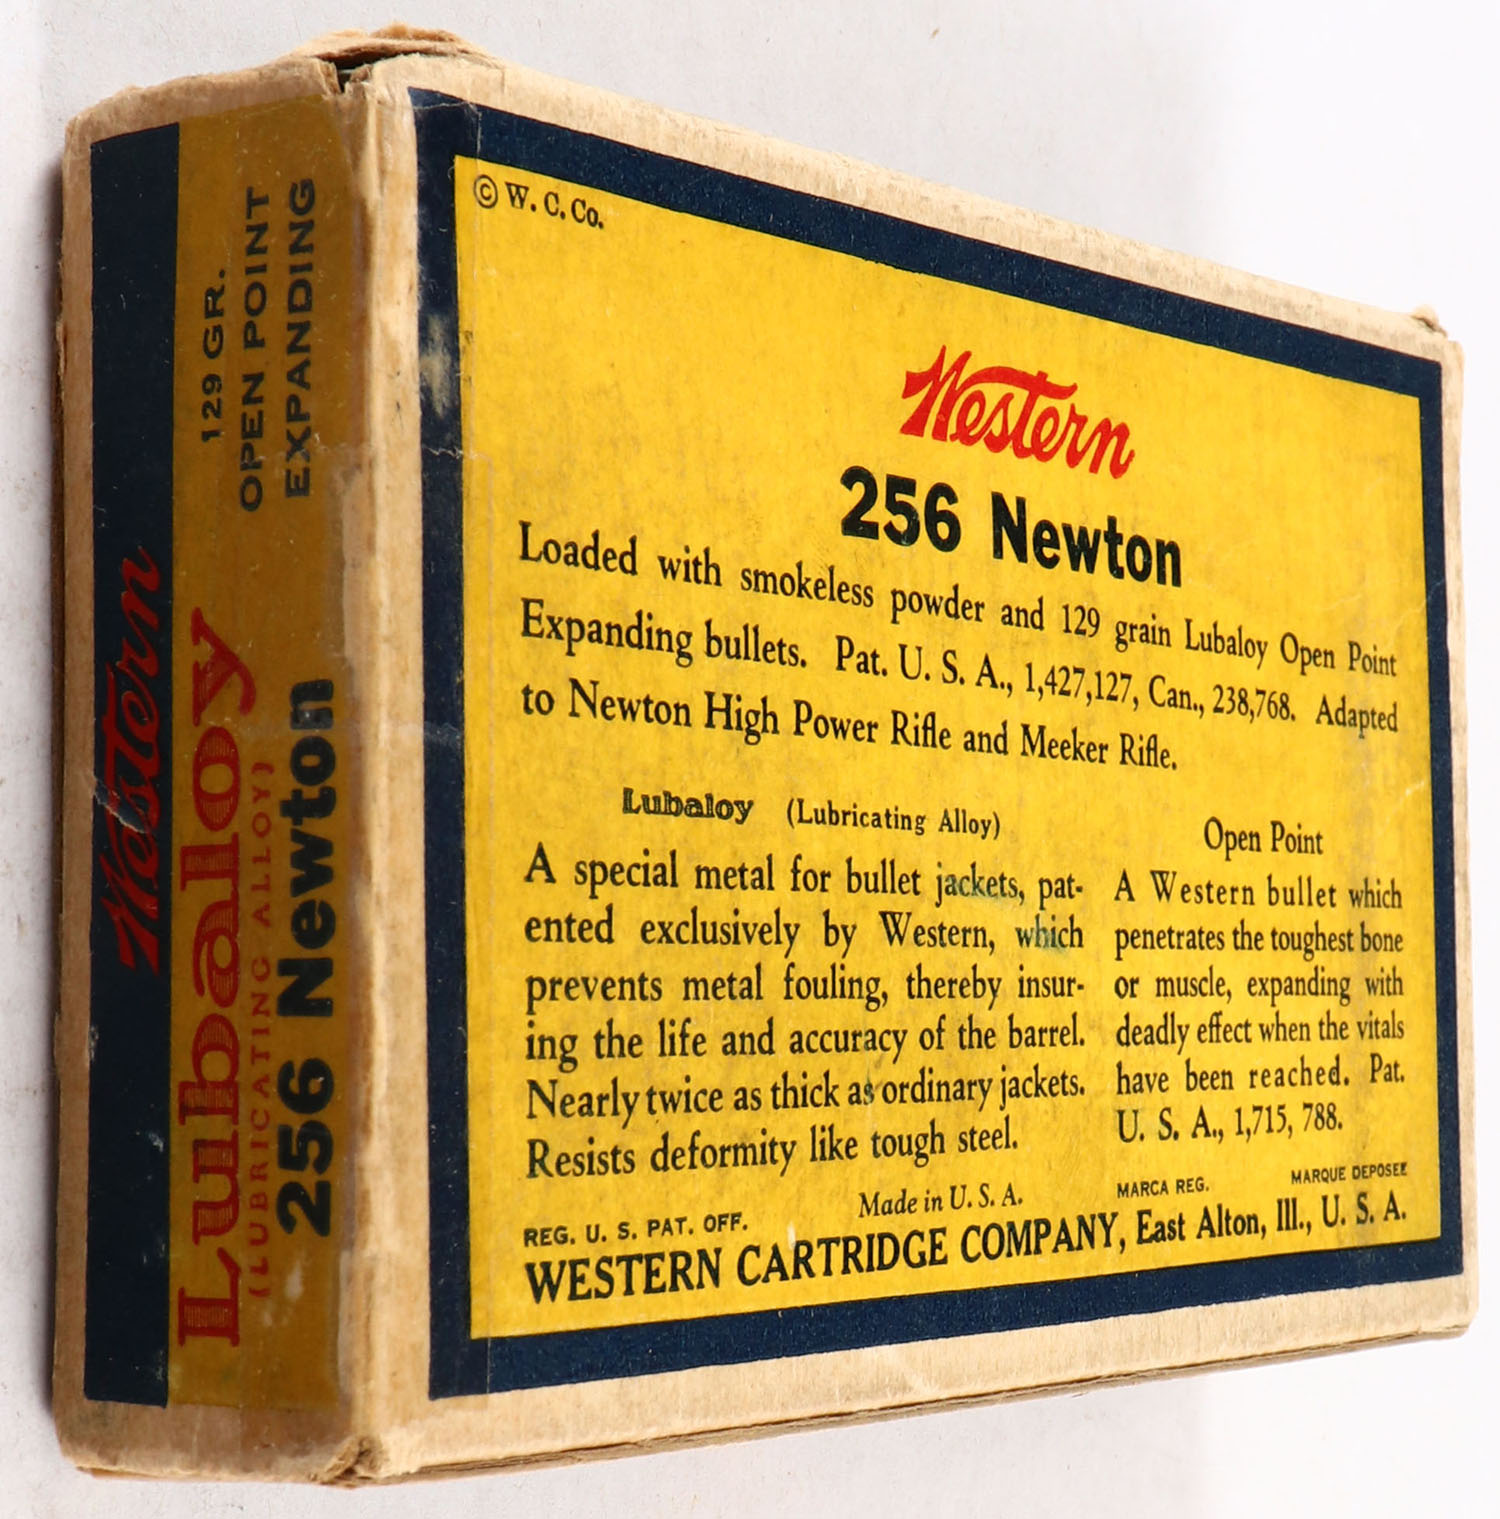 Western
Lubaloy
(LUBRICATING ALLOY)
256 Newton
129 GR.
OPEN POINT
EXPANDING
© W. C. Co.
Western
256 Newton
Loaded with smokeless powder and 129 grain Lubaloy Open Point
Expanding bullets. Pat. U. S. A., 1,427,127, Can., 238,768. Adapted
to Newton High Power Rifle and Meeker Rifle.
Lubaloy (Lubricating Alloy)
A special metal for bullet jackets, pat-
ented exclusively by Western, which
prevents metal fouling, thereby insur-
ing the life and accuracy of the barrel.
Nearly twice as thick as ordinary jackets.
Resists deformity like tough steel.
Open Point
A Western bullet which
penetrates the toughest bone
or muscle, expanding with
deadly effect when the vitals
have been reached. Pat.
U. S. A., 1,715, 788.
REG. U. S. PAT. OFF. Made in U. S. A. MARCA REG. MARQUE DEPOSEE
WESTERN CARTRIDGE COMPANY, East Alton, Ill., U. S. A.